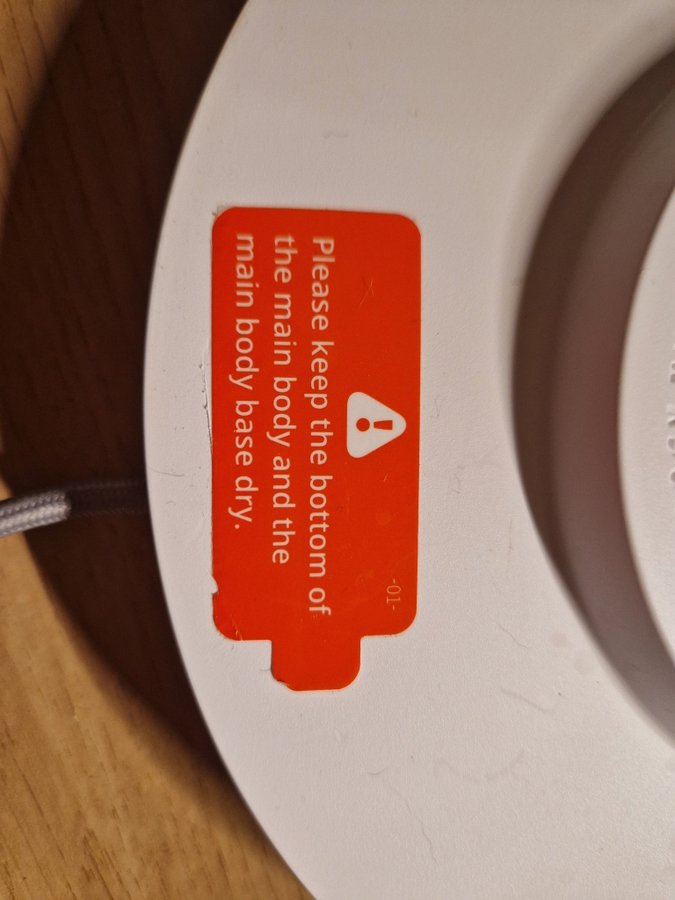 Please keep the bottom of
the main body and the
main body base dry.
-01-